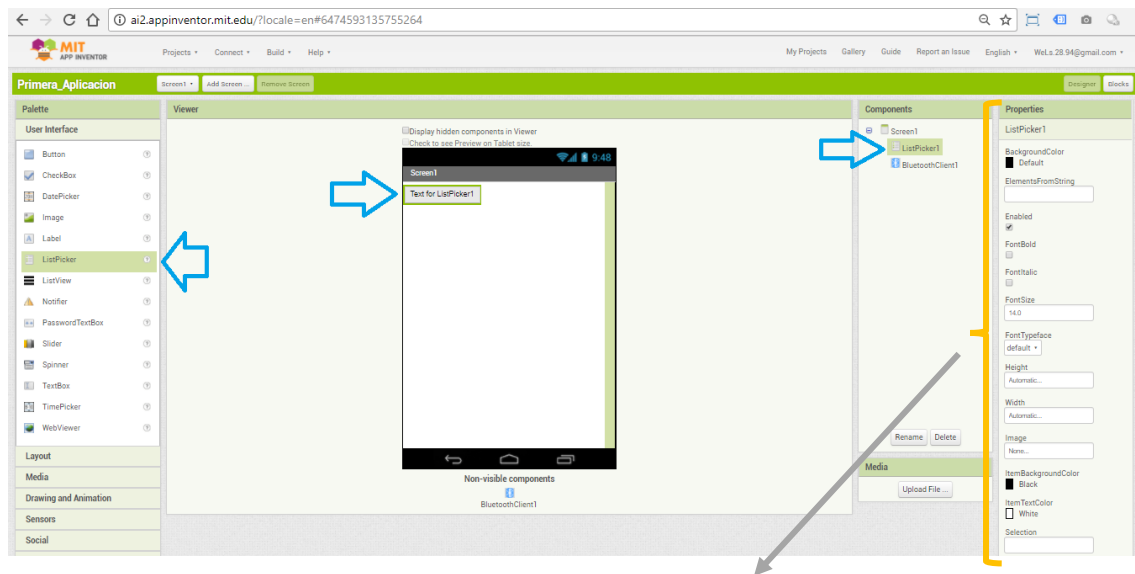 ai2.appinventor.mit.edu/?locale=en#6474593135755264
MIT
APP INVENTOR
Projects
Connect
Build
Help
My Projects
Gallery
Guide
Report an Issue
English
WeLs.28.94@gmail.com
Primera_Aplicacion
Screen1
Add Screen ...
Remove Screen
Designer
Blocks
Palette
User Interface
Button
CheckBox
DatePicker
Image
Label
ListPicker
ListView
Notifier
PasswordTextBox
Slider
Spinner
TextBox
TimePicker
WebViewer
Layout
Media
Drawing and Animation
Sensors
Social
Viewer
Display hidden components in Viewer
Check to see Preview on Tablet size.
9:48
Screen1
Text for ListPicker1
Non-visible components
BluetoothClient1
Components
Screen1
ListPicker1
BluetoothClient1
Rename
Delete
Media
Upload File ...
Properties
ListPicker1
BackgroundColor
Default
ElementsFromString
Enabled
FontBold
FontItalic
FontSize
14.0
FontTypeface
default
Height
Automatic...
Width
Automatic...
Image
None...
ItemBackgroundColor
Black
ItemTextColor
White
Selection